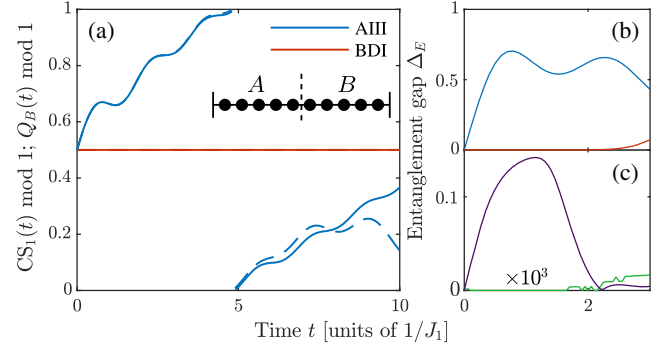 (a)
AIII
BDI
A B
CS₁(t) mod 1; Q_B(t) mod 1
1
0.8
0.6
0.4
0.2
0
0 5 10
Time t [units of 1/J₁]
(b)
1
0.5
0
Entanglement gap Δ_E
(c)
0.1
0
×10³
0 2